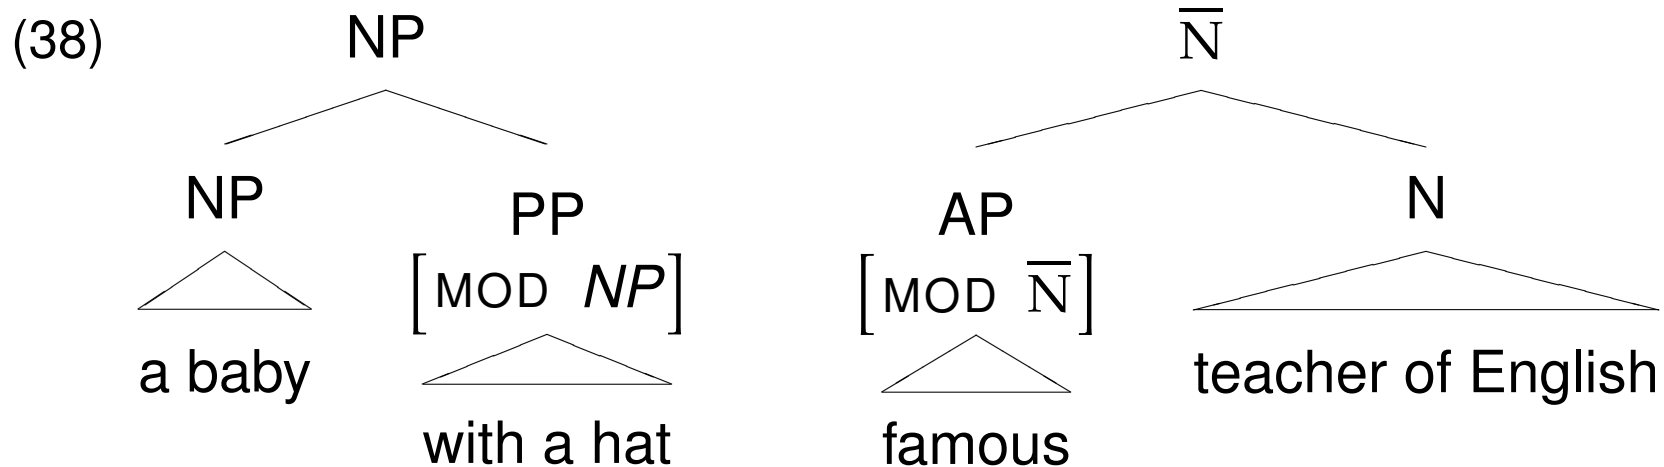 (38) NP N̅
NP PP AP N
[MOD NP] [MOD N̅]
a baby teacher of English
with a hat famous